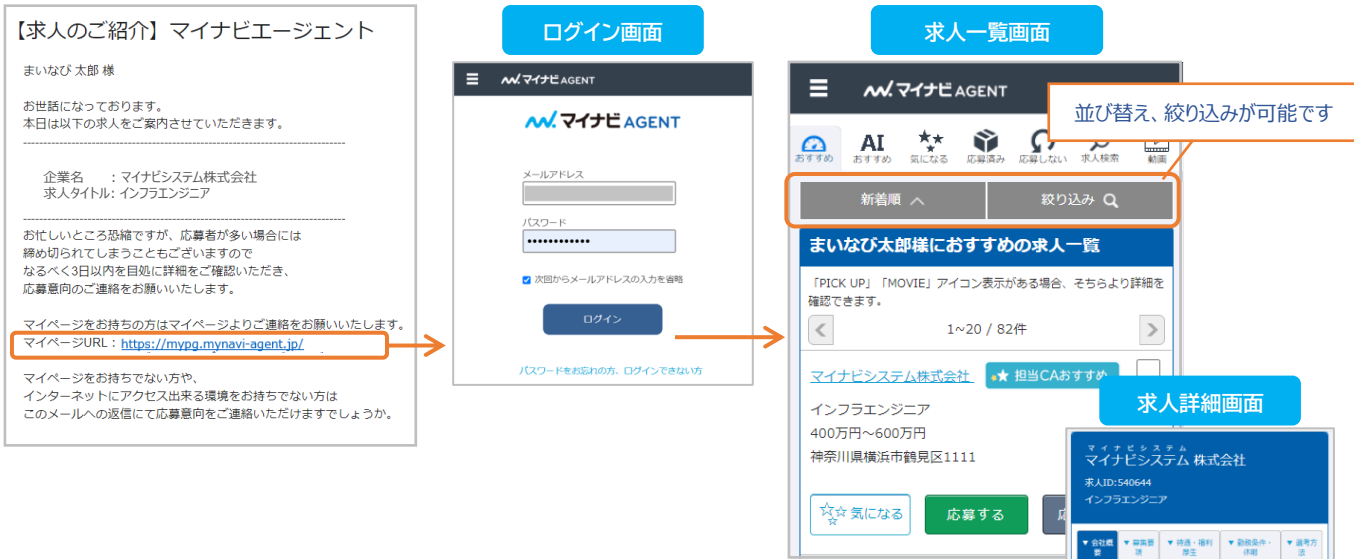 【求人のご紹介】マイナビエージェント
まいなび 太郎 様
お世話になっております。
本日は以下の求人をご案内させていただきます。
企業名　：マイナビシステム株式会社
求人タイトル：インフラエンジニア
お忙しいところ恐縮ですが、応募者が多い場合には
締め切られてしまうこともございますので
なるべく3日以内を目処に詳細をご確認いただき、
応募意向のご連絡をお願いいたします。
マイページをお持ちの方はマイページよりご連絡をお願いいたします。
マイページURL：https://mypg.mynavi-agent.jp/
マイページをお持ちでない方や、
インターネットにアクセス出来る環境をお持ちでない方は
このメールへの返信にて応募意向をご連絡いただけますでしょうか。
ログイン画面
マイナビ AGENT
マイナビ AGENT
メールアドレス
パスワード
••••••••••••
次回からメールアドレスの入力を省略
ログイン
パスワードをお忘れの方、ログインできない方
求人一覧画面
マイナビ AGENT
並び替え、絞り込みが可能です
おすすめ
AI
おすすめ
気になる
応募済み
応募しない
求人検索
動画
新着順
絞り込み
まいなび太郎様におすすめの求人一覧
「PICK UP」「MOVIE」アイコン表示がある場合、そちらより詳細を
確認できます。
1~20 / 82件
マイナビシステム株式会社
担当CAおすすめ
インフラエンジニア
400万円～600万円
神奈川県横浜市鶴見区1111
気になる
応募する
求人詳細画面
マイナビシステム
マイナビシステム 株式会社
求人ID:540644
インフラエンジニア
▼ 会社概要
▼ 募集要項
▼ 待遇・福利厚生
▼ 勤務条件・休暇
▼ 選考方法